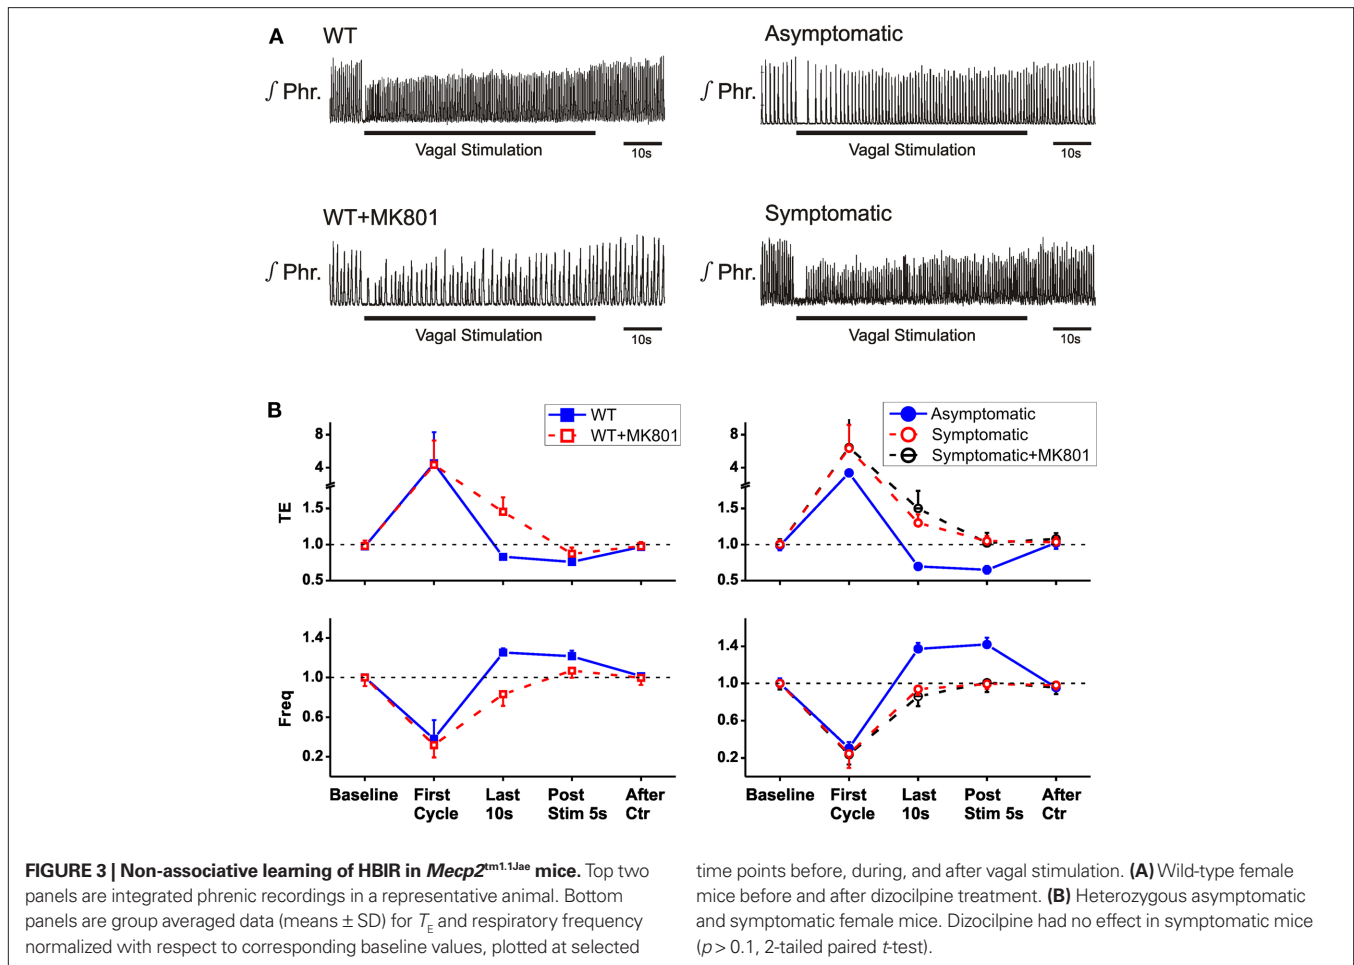 A WT
∫ Phr.
Vagal Stimulation
10s
Asymptomatic
∫ Phr.
Vagal Stimulation
10s
WT+MK801
∫ Phr.
Vagal Stimulation
10s
Symptomatic
∫ Phr.
Vagal Stimulation
10s
B
WT
WT+MK801
8
4
1.5
1.0
0.5
TE
1.4
1.0
0.6
0.2
Freq
Baseline First Last Post After
Cycle 10s Stim 5s Ctr
Asymptomatic
Symptomatic
Symptomatic+MK801
8
4
1.5
1.0
0.5
1.4
1.0
0.6
0.2
Baseline First Last Post After
Cycle 10s Stim 5s Ctr
FIGURE 3 | Non-associative learning of HBIR in Mecp2tm1.1Jae mice. Top two
panels are integrated phrenic recordings in a representative animal. Bottom
panels are group averaged data (means ± SD) for TE and respiratory frequency
normalized with respect to corresponding baseline values, plotted at selected
time points before, during, and after vagal stimulation. (A) Wild-type female
mice before and after dizocilpine treatment. (B) Heterozygous asymptomatic
and symptomatic female mice. Dizocilpine had no effect in symptomatic mice
(p > 0.1, 2-tailed paired t-test).